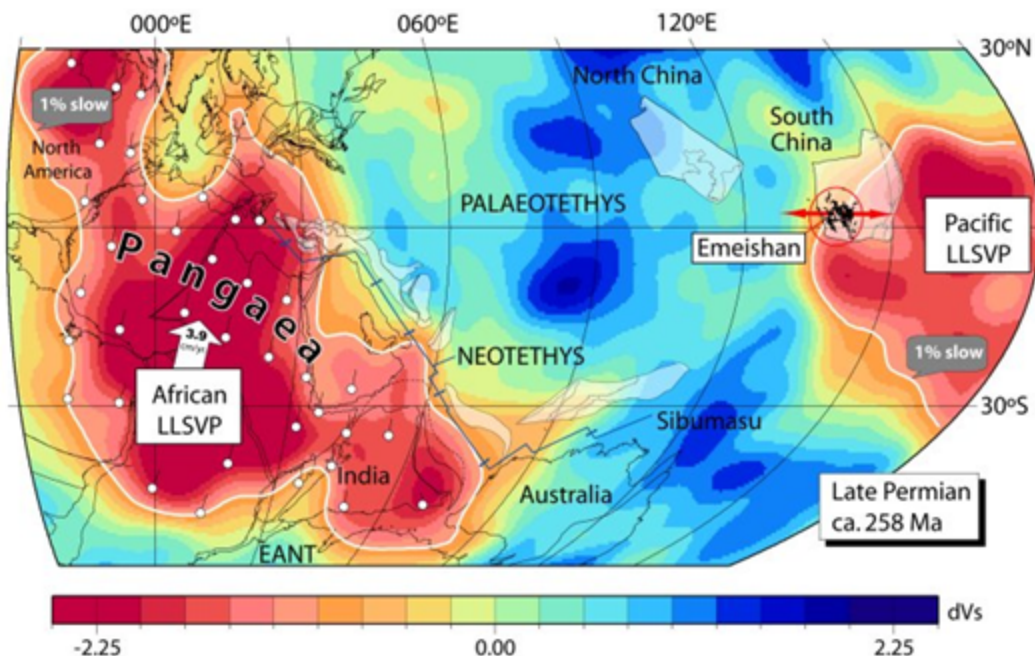 000ºE
060ºE
120ºE
30ºN
North China
1% slow
South
China
North
America
PALAEOTETHYS
Pangaea
Emeishan
Pacific
LLSVP
3.9
cm/yr
NEOTETHYS
1% slow
African
LLSVP
30ºS
Sibumasu
India
Australia
Late Permian
ca. 258 Ma
EANT
dVs
-2.25
0.00
2.25